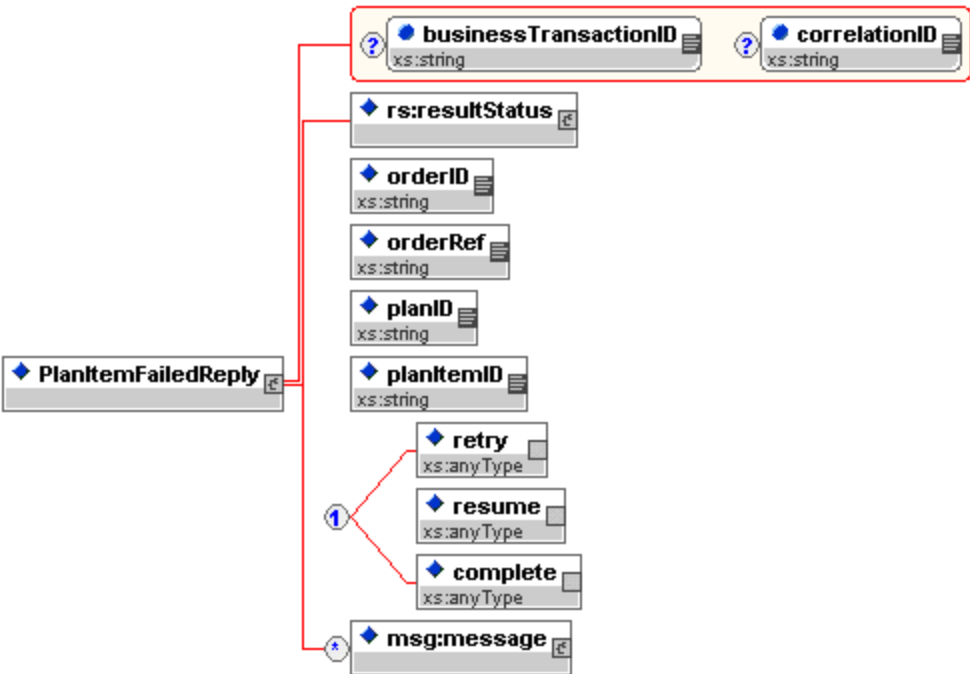 ? businessTransactionID ? correlationID
xs:string xs:string
rs:resultStatus
orderID
xs:string
orderRef
xs:string
planID
xs:string
PlanItemFailedReply
planItemID
xs:string
retry
xs:anyType
1
resume
xs:anyType
complete
xs:anyType
* msg:message